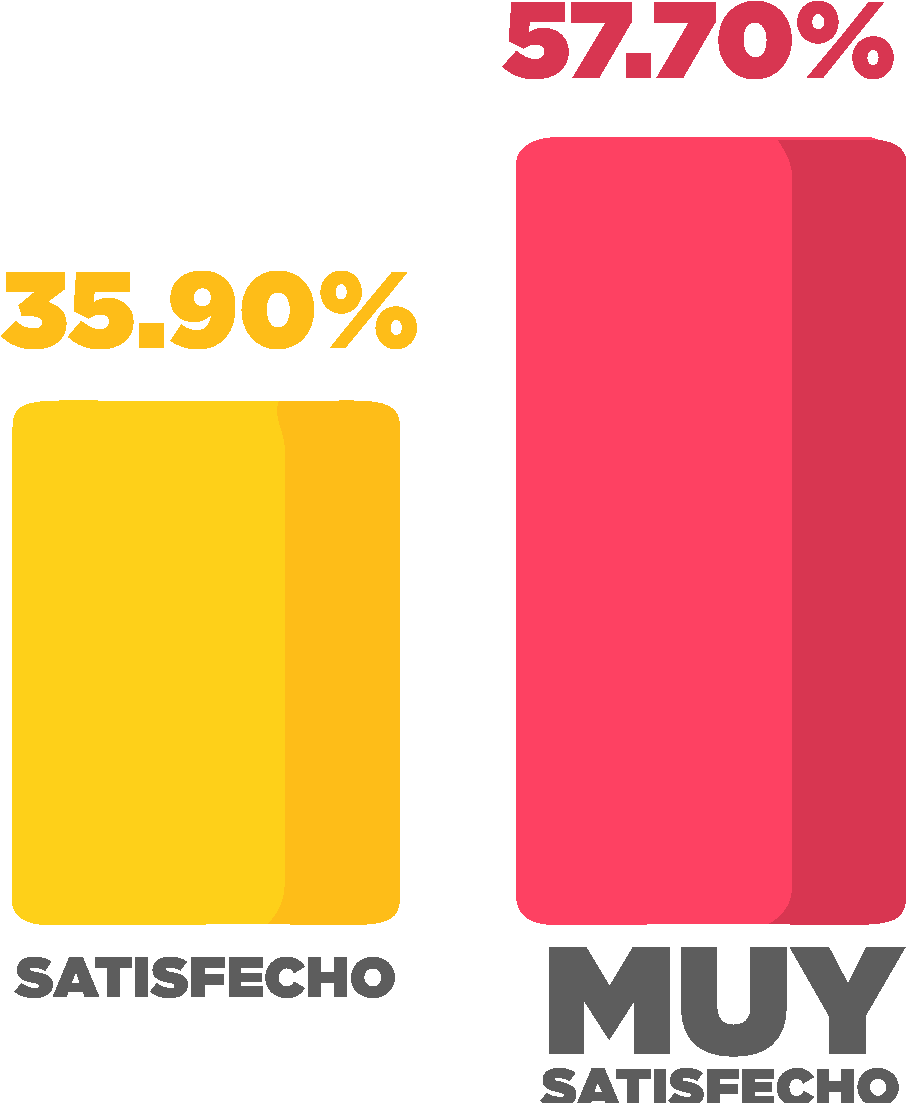 57.70%
35.90%
SATISFECHO
MUY
SATISFECHO